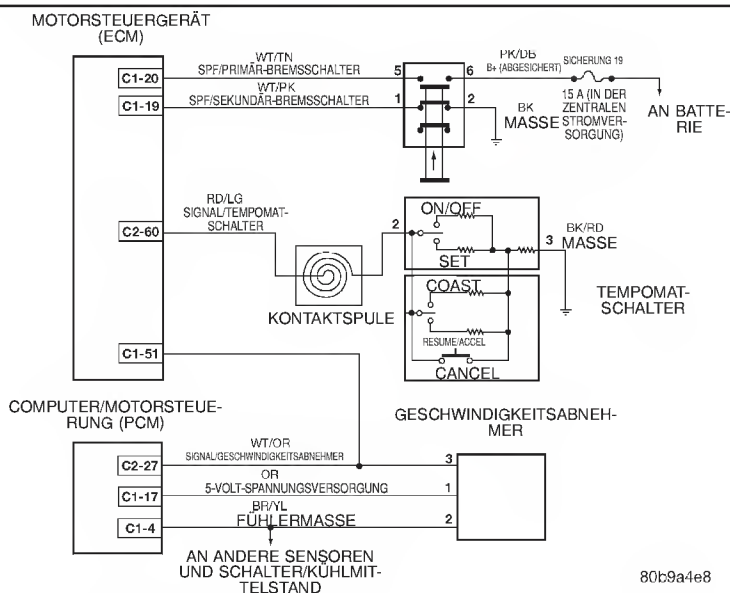 MOTORSTEUERGERÄT
(ECM)
C1-20
WT/TN
SPF/PRIMÄR-BREMSSCHALTER
5
6
PK/DB
B+ (ABGESICHERT)
SICHERUNG 19
15 A (IN DER
ZENTRALEN
STROMVER-
SORGUNG)
AN BATTE-
RIE
C1-19
WT/PK
SPF/SEKUNDÄR-BREMSSCHALTER
1
2
BK
MASSE
C2-60
RD/LG
SIGNAL/TEMPOMAT-
SCHALTER
KONTAKTSPULE
2
ON/OFF
SET
3
BK/RD
MASSE
COAST
RESUME/ACCEL
CANCEL
TEMPOMAT-
SCHALTER
C1-51
COMPUTER/MOTORSTEUE-
RUNG (PCM)
GESCHWINDIGKEITSABNEH-
MER
C2-27
WT/OR
SIGNAL/GESCHWINDIGKEITSABNEHMER
3
C1-17
OR
5-VOLT-SPANNUNGSVERSORGUNG
1
C1-4
BR/YL
FÜHLERMASSE
2
AN ANDERE SENSOREN
UND SCHALTER/KÜHLMIT-
TELSTAND
80b9a4e8